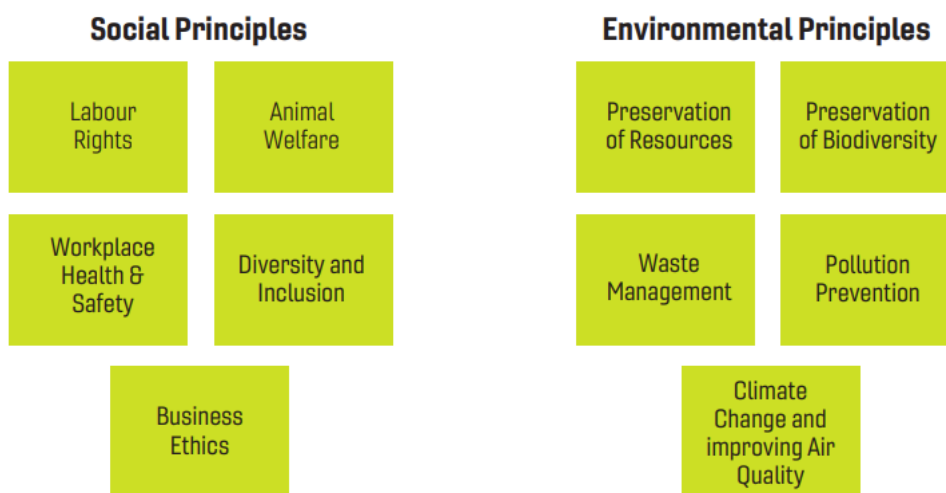 Social Principles
Labour
Rights
Animal
Welfare
Workplace
Health &
Safety
Diversity and
Inclusion
Business
Ethics
Environmental Principles
Preservation
of Resources
Preservation
of Biodiversity
Waste
Management
Pollution
Prevention
Climate
Change and
improving Air
Quality